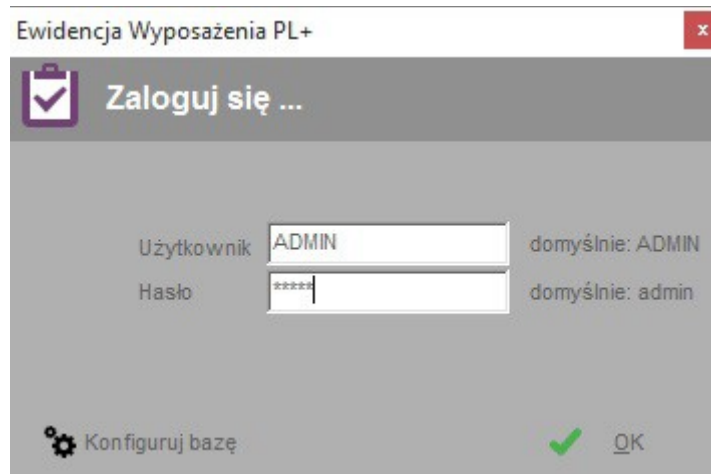 Ewidencja Wyposażenia PL+
x
Zaloguj się ...
Użytkownik ADMIN domyślnie: ADMIN
Hasło ***** domyślnie: admin
Konfiguruj bazę OK